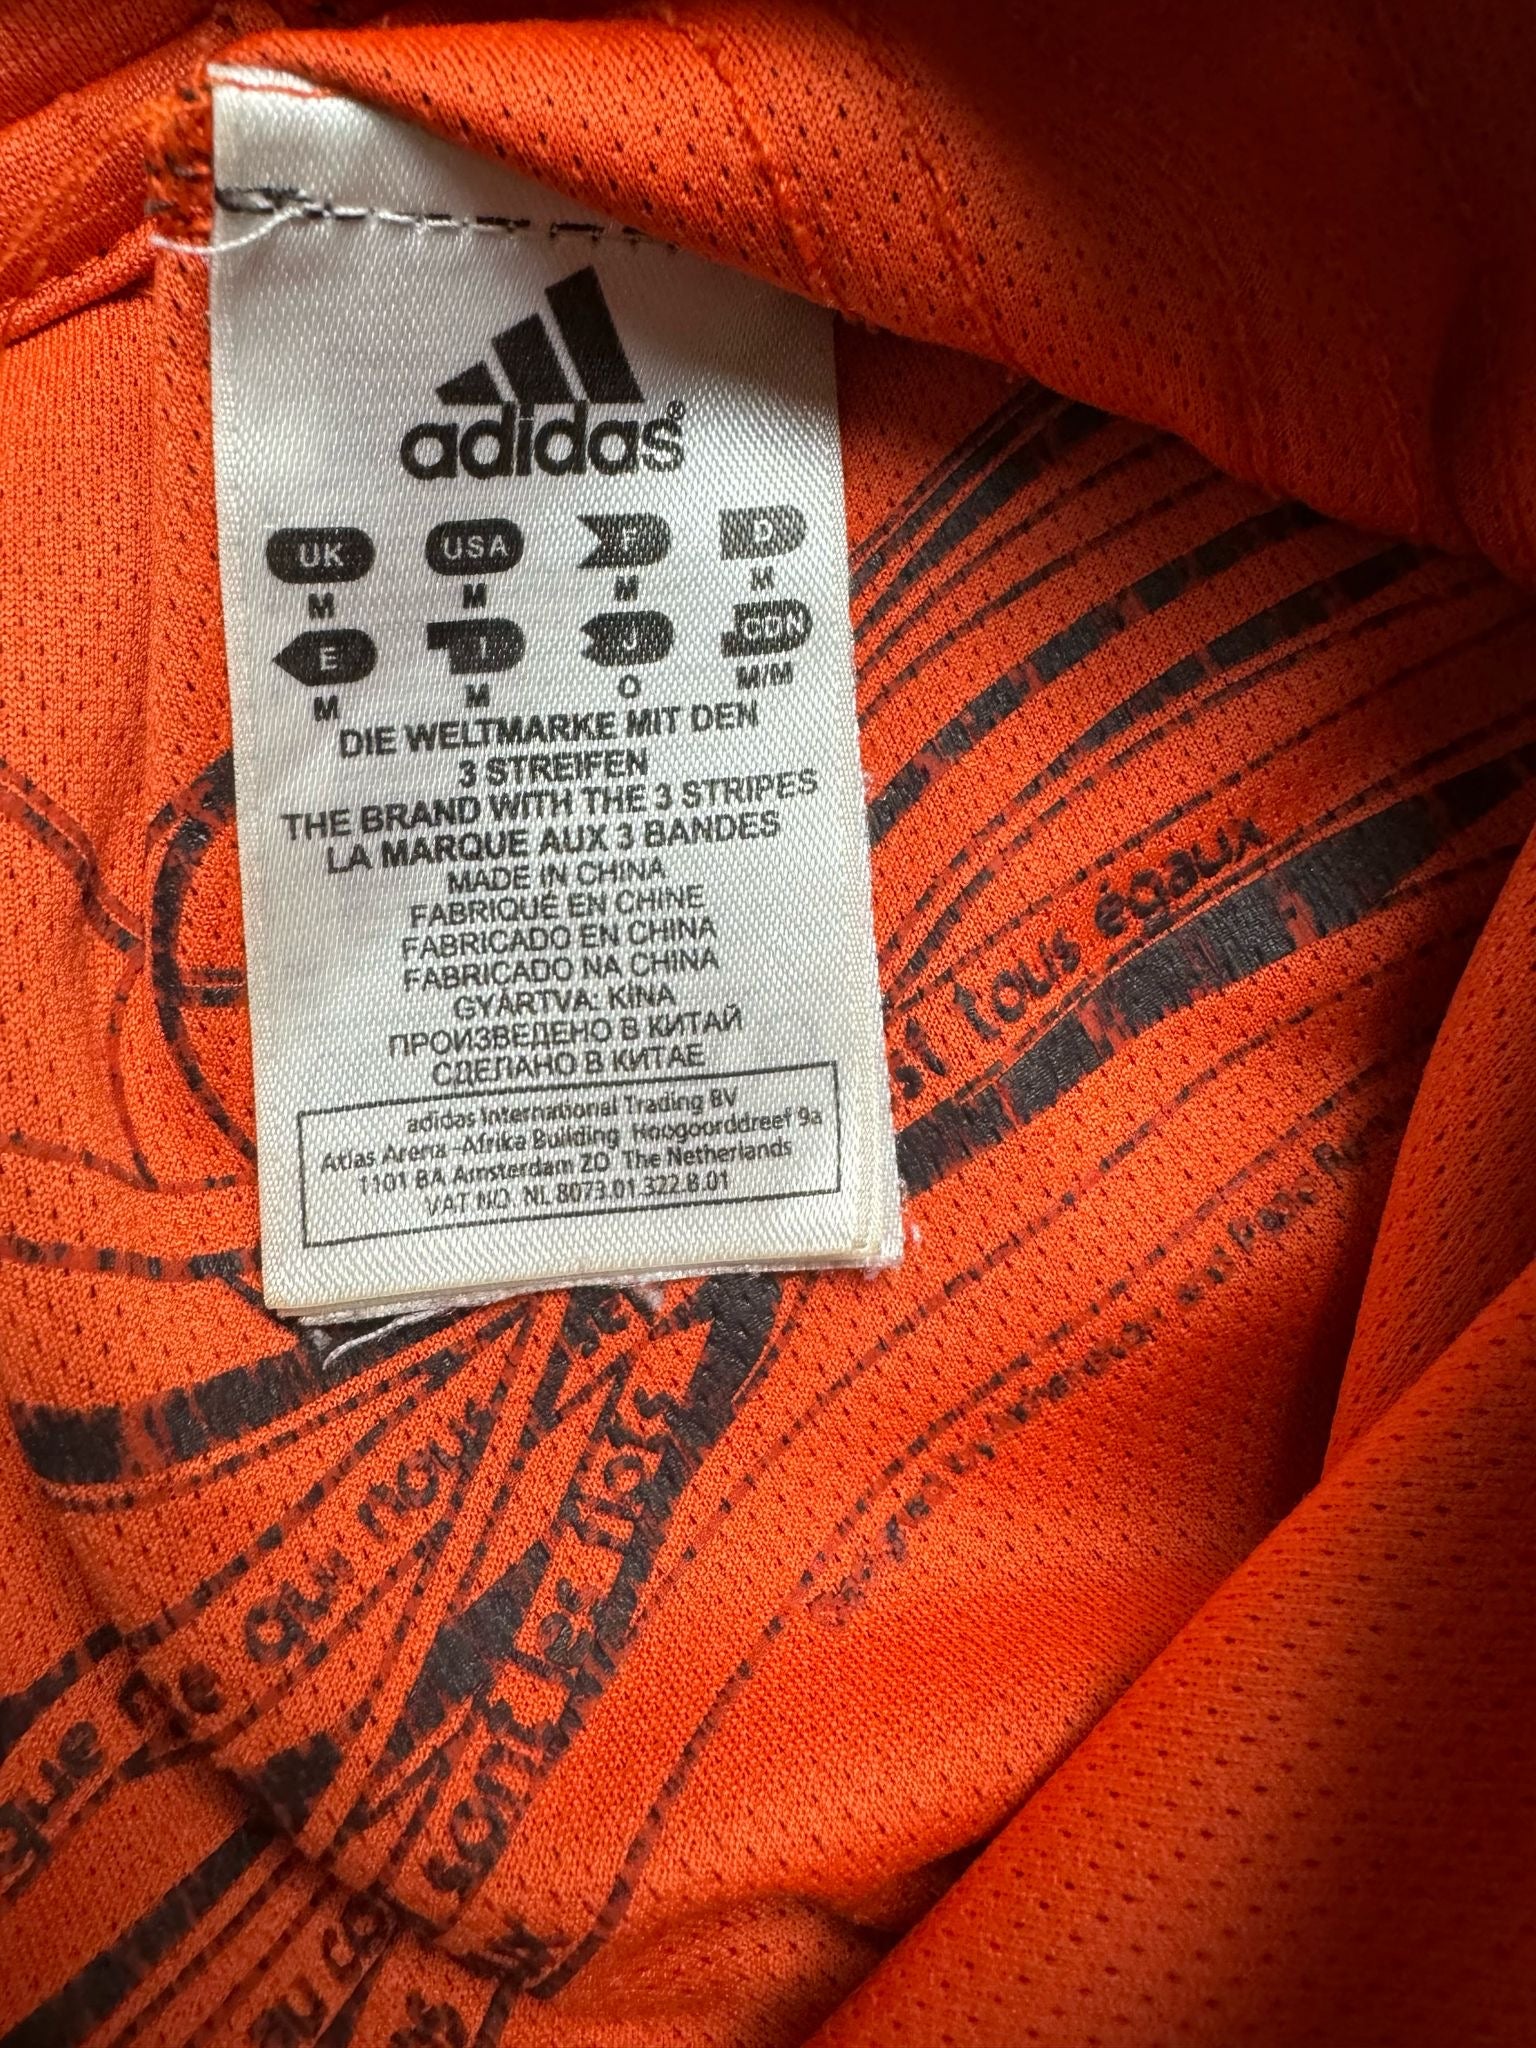 adidas®
UK USA F D
M M M M
E I J CDN
M M O M/M
DIE WELTMARKE MIT DEN
3 STREIFEN
THE BRAND WITH THE 3 STRIPES
LA MARQUE AUX 3 BANDES
MADE IN CHINA
FABRIQUÉ EN CHINE
FABRICADO EN CHINA
FABRICADO NA CHINA
GYÁRTVA: KÍNA
ПРОИЗВЕДЕНО В КИТАЙ
СДЕЛАНО В КИТАЕ
adidas International Trading BV
Atlas Arena -Afrika Building Hoogoorddreef 9a
1101 BA Amsterdam ZO The Netherlands
VAT NO NL 8073.01.322.B.01
tous égaux
que ne qui nous
sont le